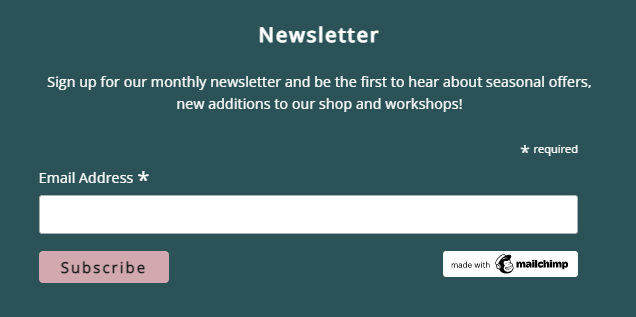 Newsletter
Sign up for our monthly newsletter and be the first to hear about seasonal offers,
new additions to our shop and workshops!
* required
Email Address *
Subscribe
made with mailchimp